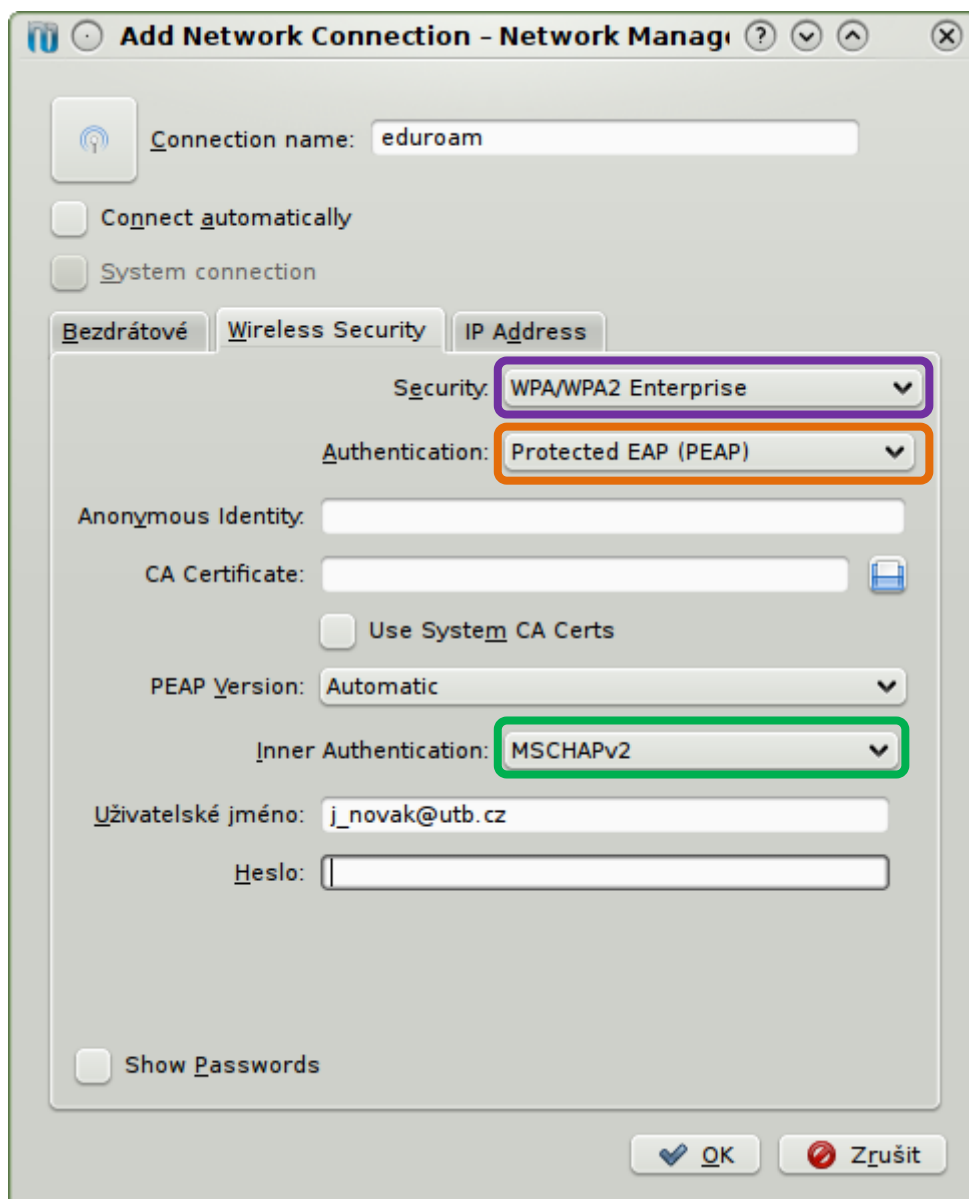 Add Network Connection – Network Manag
Connection name: eduroam
Connect automatically
System connection
Bezdrátové Wireless Security IP Address
Security: WPA/WPA2 Enterprise
Authentication: Protected EAP (PEAP)
Anonymous Identity:
CA Certificate:
Use System CA Certs
PEAP Version: Automatic
Inner Authentication: MSCHAPv2
Uživatelské jméno: j_novak@utb.cz
Heslo:
Show Passwords
OK Zrušit